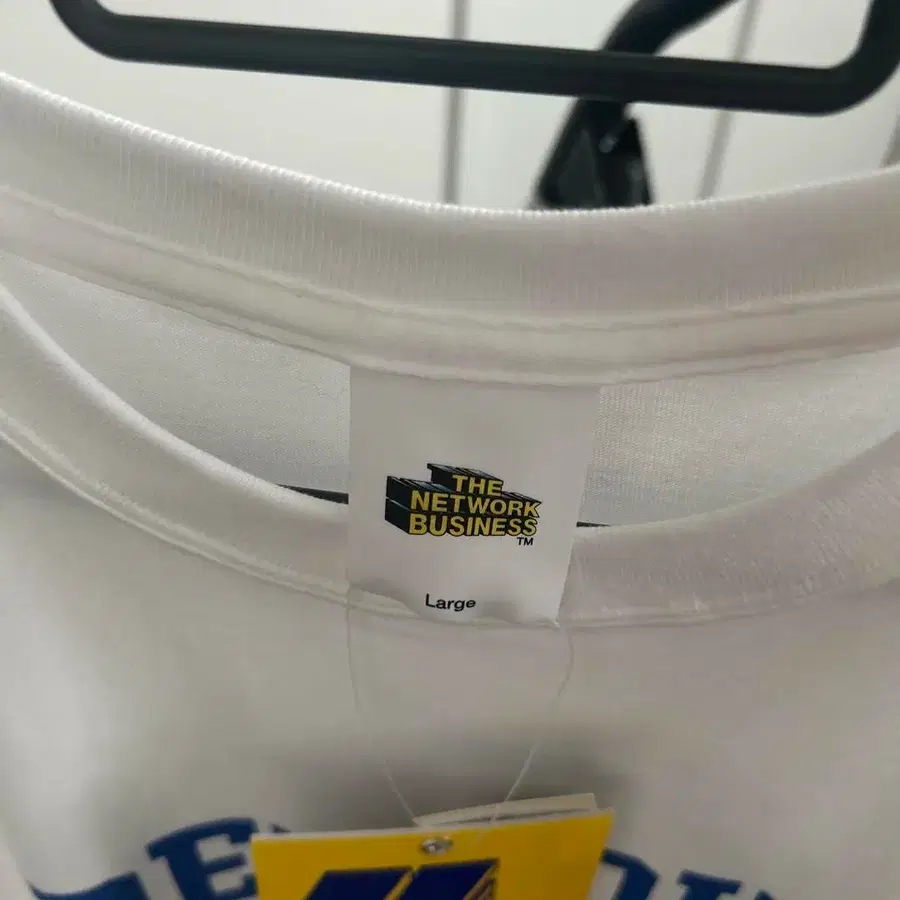 THE
NETWORK
BUSINESS
TM
Large